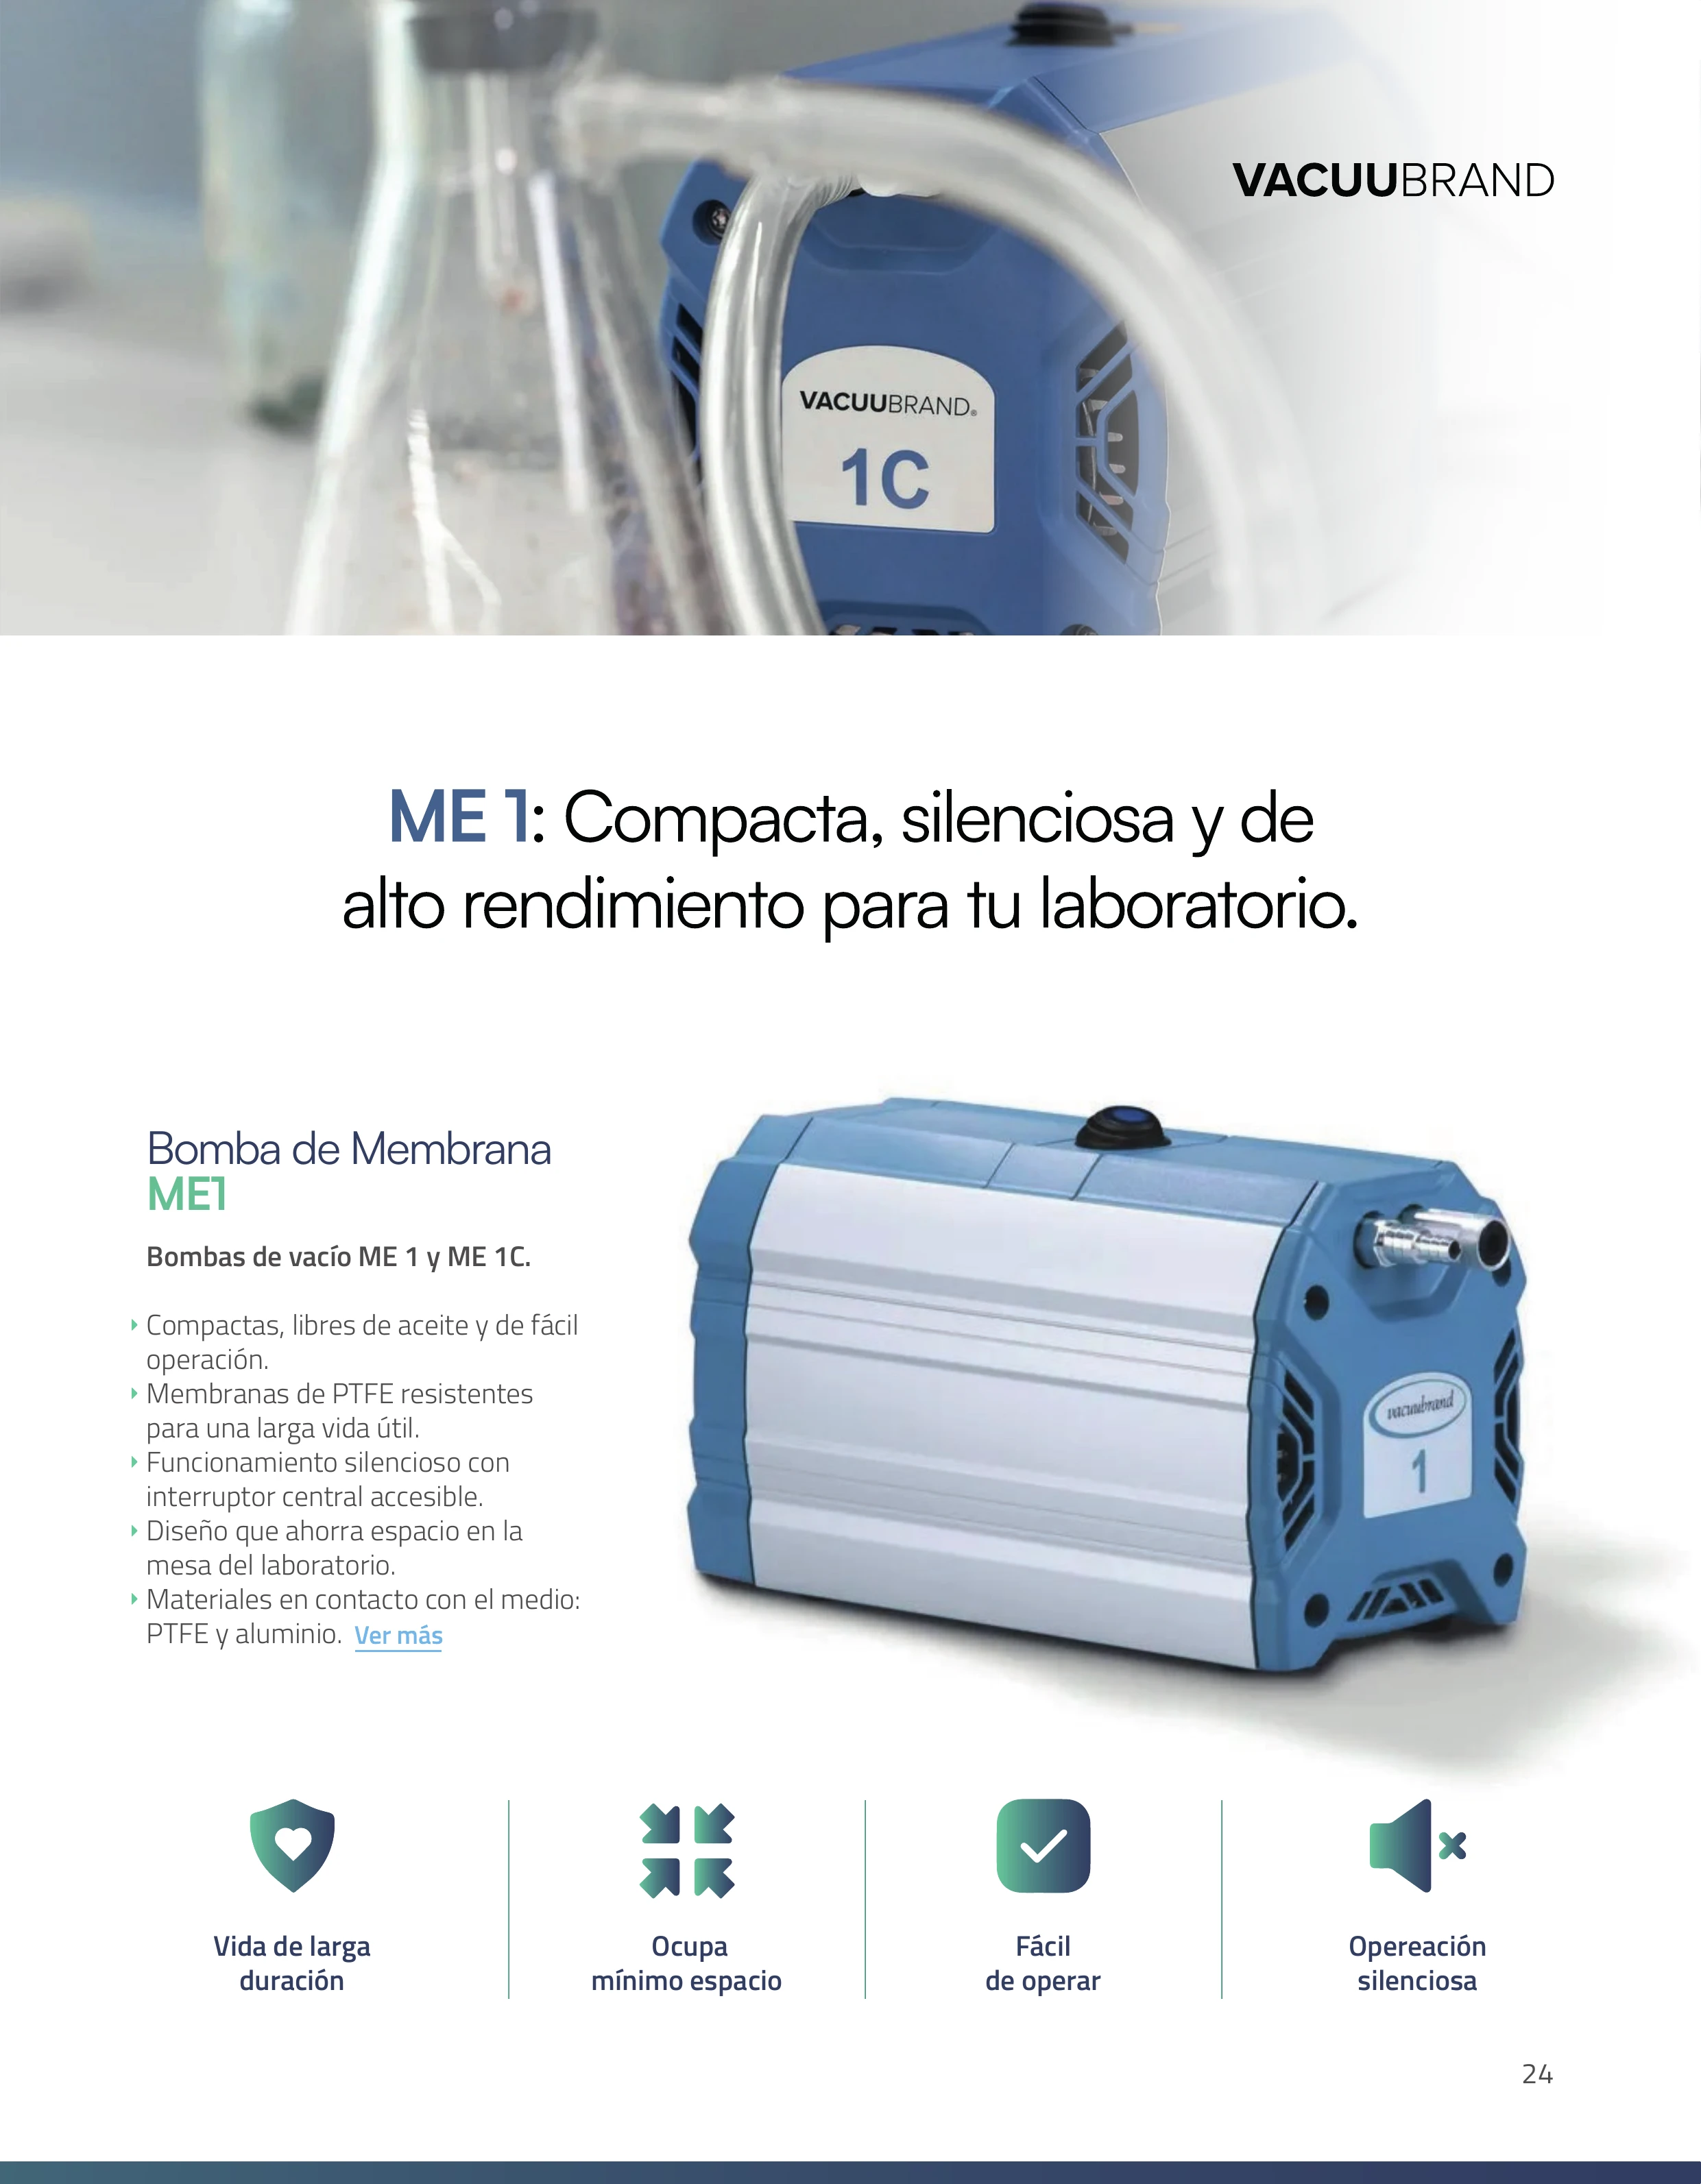 VACUUBRAND
VACUUBRAND®
1C
ME 1: Compacta, silenciosa y de
alto rendimiento para tu laboratorio.
Bomba de Membrana
ME1
Bombas de vacío ME 1 y ME 1C.
Compactas, libres de aceite y de fácil
operación.
Membranas de PTFE resistentes
para una larga vida útil.
Funcionamiento silencioso con
interruptor central accesible.
Diseño que ahorra espacio en la
mesa del laboratorio.
Materiales en contacto con el medio:
PTFE y aluminio. Ver más
vacuubrand
1
Vida de larga
duración
Ocupa
mínimo espacio
Fácil
de operar
Opereación
silenciosa
24